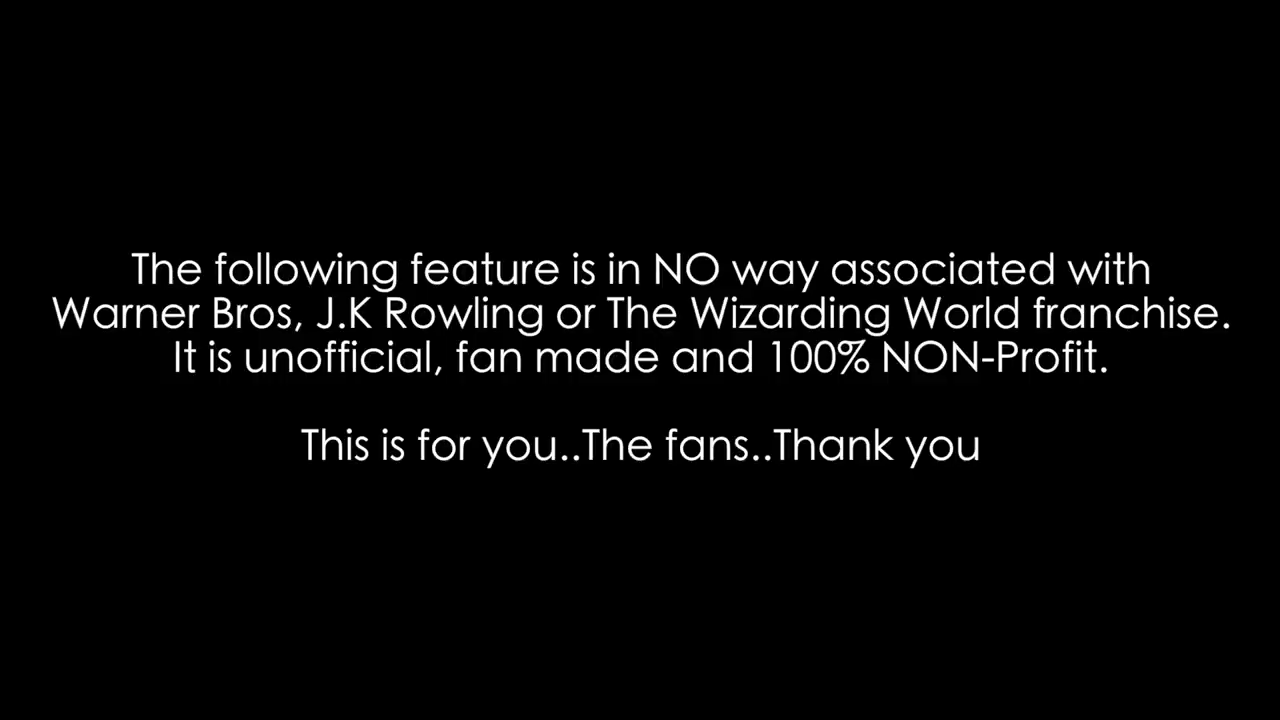 The following feature is in NO way associated with
Warner Bros, J.K Rowling or The Wizarding World franchise.
It is unofficial, fan made and 100% NON-Profit.
This is for you..The fans..Thank you